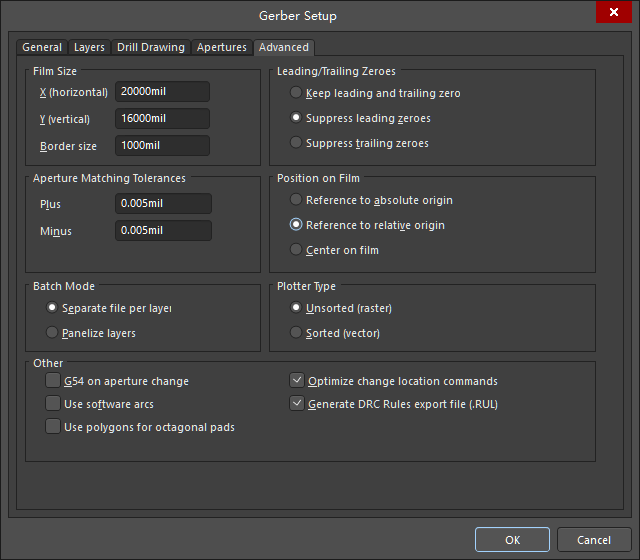 Gerber Setup
General Layers Drill Drawing Apertures Advanced
Film Size
X (horizontal) 20000mil
Y (vertical) 16000mil
Border size 1000mil
Leading/Trailing Zeroes
Keep leading and trailing zero
Suppress leading zeroes
Suppress trailing zeroes
Aperture Matching Tolerances
Plus 0.005mil
Minus 0.005mil
Position on Film
Reference to absolute origin
Reference to relative origin
Center on film
Batch Mode
Separate file per layer
Panelize layers
Plotter Type
Unsorted (raster)
Sorted (vector)
Other
G54 on aperture change
Use software arcs
Use polygons for octagonal pads
Optimize change location commands
Generate DRC Rules export file (.RUL)
OK Cancel